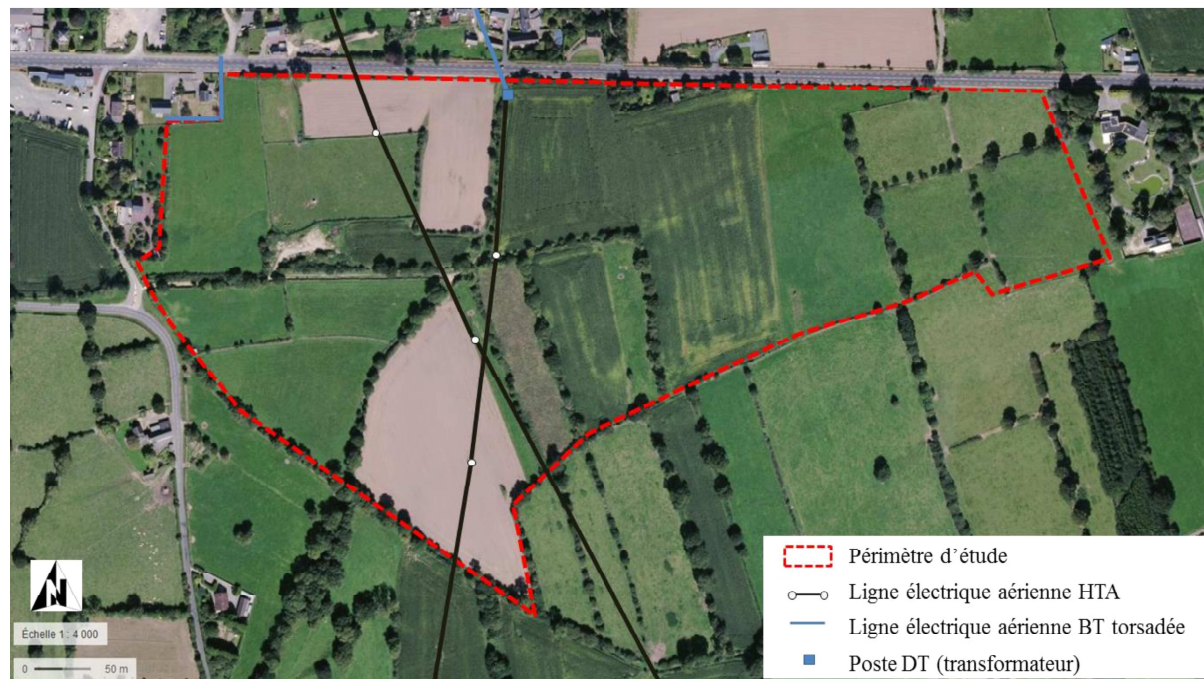 N
Échelle 1 : 4 000
0 50 m
Périmètre d'étude
Ligne électrique aérienne HTA
Ligne électrique aérienne BT torsadée
Poste DT (transformateur)